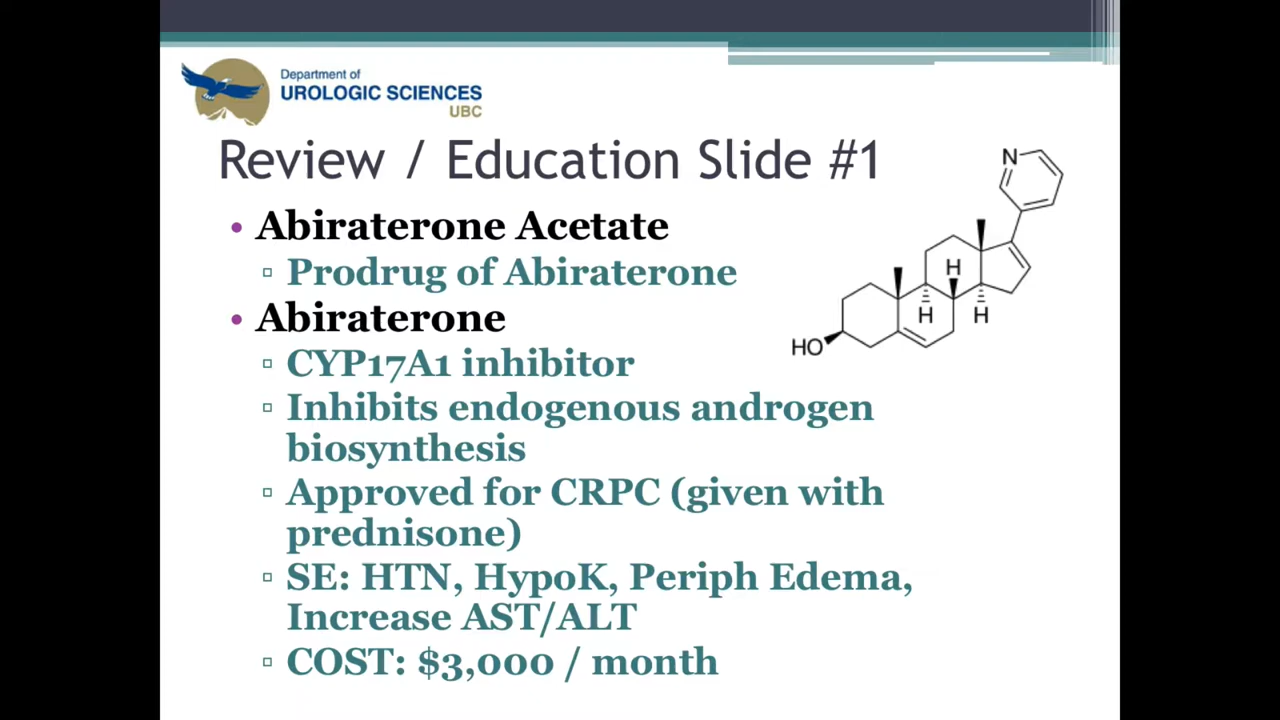 Department of
UROLOGIC SCIENCES
UBC
Review / Education Slide #1
• Abiraterone Acetate
▫ Prodrug of Abiraterone
• Abiraterone
▫ CYP17A1 inhibitor
▫ Inhibits endogenous androgen
biosynthesis
▫ Approved for CRPC (given with
prednisone)
▫ SE: HTN, HypoK, Periph Edema,
Increase AST/ALT
▫ COST: $3,000 / month
N
H
H
H
HO